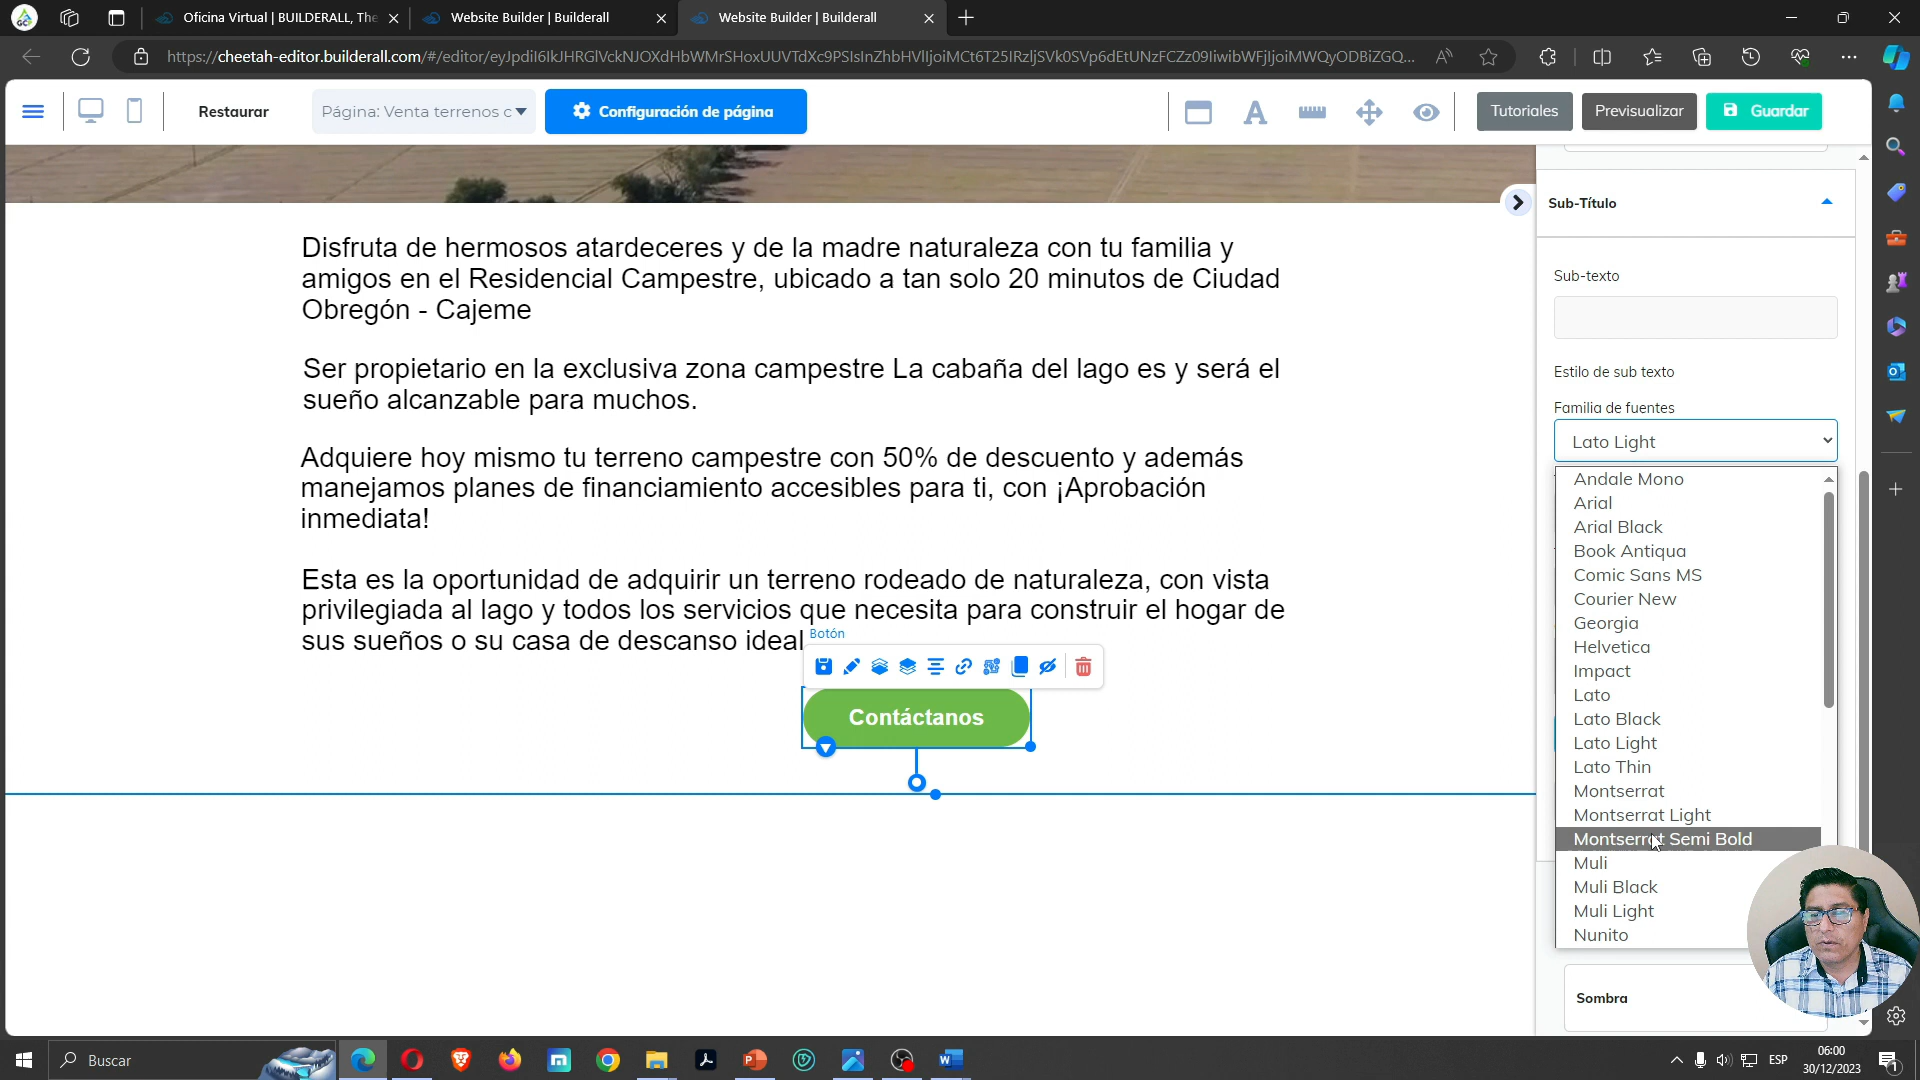 Oficina Virtual | BUILDERALL, The
Website Builder | Builderall
Website Builder | Builderall
Restaurar
Página: Venta terrenos c
Configuración de página
Tutoriales
Previsualizar
Guardar
Disfruta de hermosos atardeceres y de la madre naturaleza con tu familia y
amigos en el Residencial Campestre, ubicado a tan solo 20 minutos de Ciudad
Obregón - Cajeme
Ser propietario en la exclusiva zona campestre La cabaña del lago es y será el
sueño alcanzable para muchos.
Adquiere hoy mismo tu terreno campestre con 50% de descuento y además
manejamos planes de financiamiento accesibles para ti, con ¡Aprobación
inmediata!
Esta es la oportunidad de adquirir un terreno rodeado de naturaleza, con vista
privilegiada al lago y todos los servicios que necesita para construir el hogar de
sus sueños o su casa de descanso ideal
Botón
Contáctanos
Sub-Título
Sub-texto
Estilo de sub texto
Familia de fuentes
Lato Light
Andale Mono
Arial
Arial Black
Book Antiqua
Comic Sans MS
Courier New
Georgia
Helvetica
Impact
Lato
Lato Black
Lato Light
Lato Thin
Montserrat
Montserrat Light
Montserrat Semi Bold
Muli
Muli Black
Muli Light
Nunito
Sombra
Buscar
ESP
06:00
30/12/2023